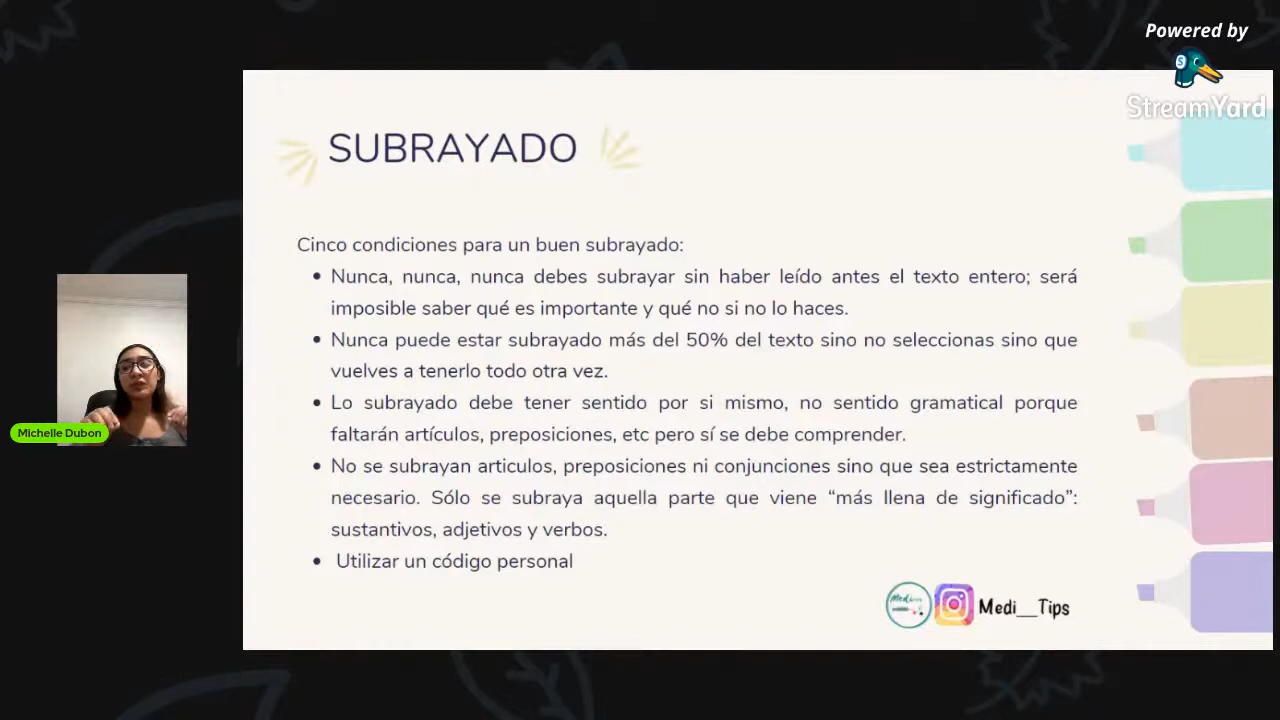 Powered by
StreamYard
SUBRAYADO
Cinco condiciones para un buen subrayado:
• Nunca, nunca, nunca debes subrayar sin haber leído antes el texto entero; será
imposible saber qué es importante y qué no si no lo haces.
• Nunca puede estar subrayado más del 50% del texto sino no seleccionas sino que
vuelves a tenerlo todo otra vez.
• Lo subrayado debe tener sentido por si mismo, no sentido gramatical porque
faltarán artículos, preposiciones, etc pero sí se debe comprender.
• No se subrayan articulos, preposiciones ni conjunciones sino que sea estrictamente
necesario. Sólo se subraya aquella parte que viene “más llena de significado”:
sustantivos, adjetivos y verbos.
• Utilizar un código personal
Michelle Dubon
Medi__Tips